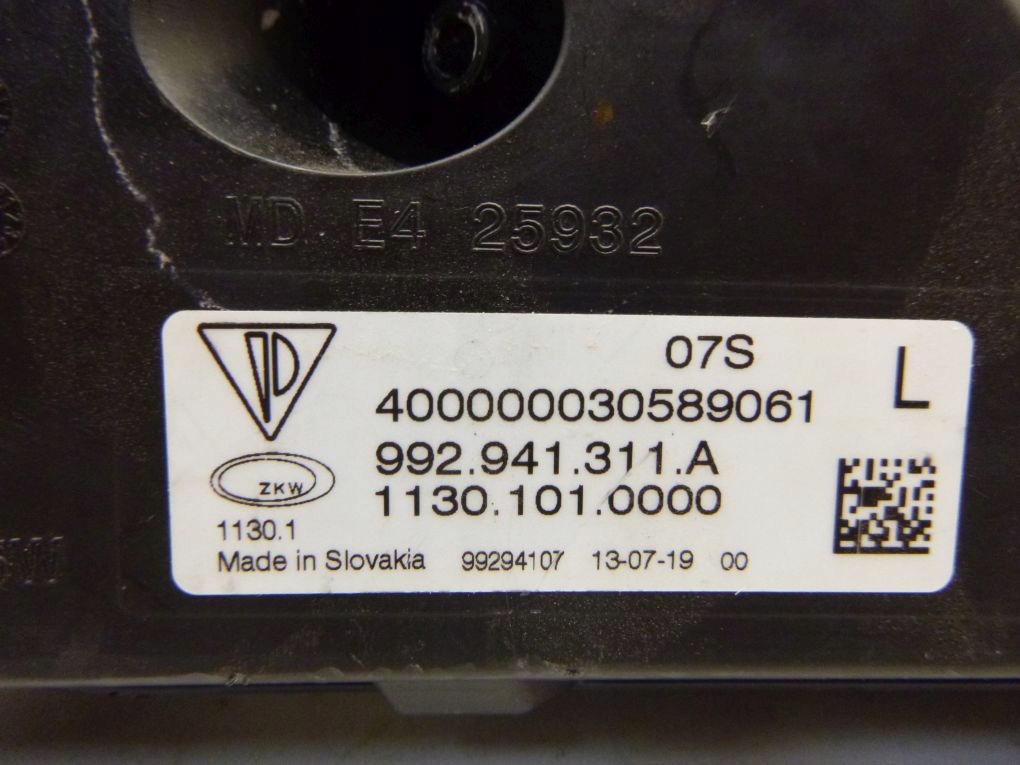 MD E4 25932
07S
L
400000030589061
992.941.311.A
ZKW
1130.101.0000
1130.1
Made in Slovakia 99294107 13-07-19 00